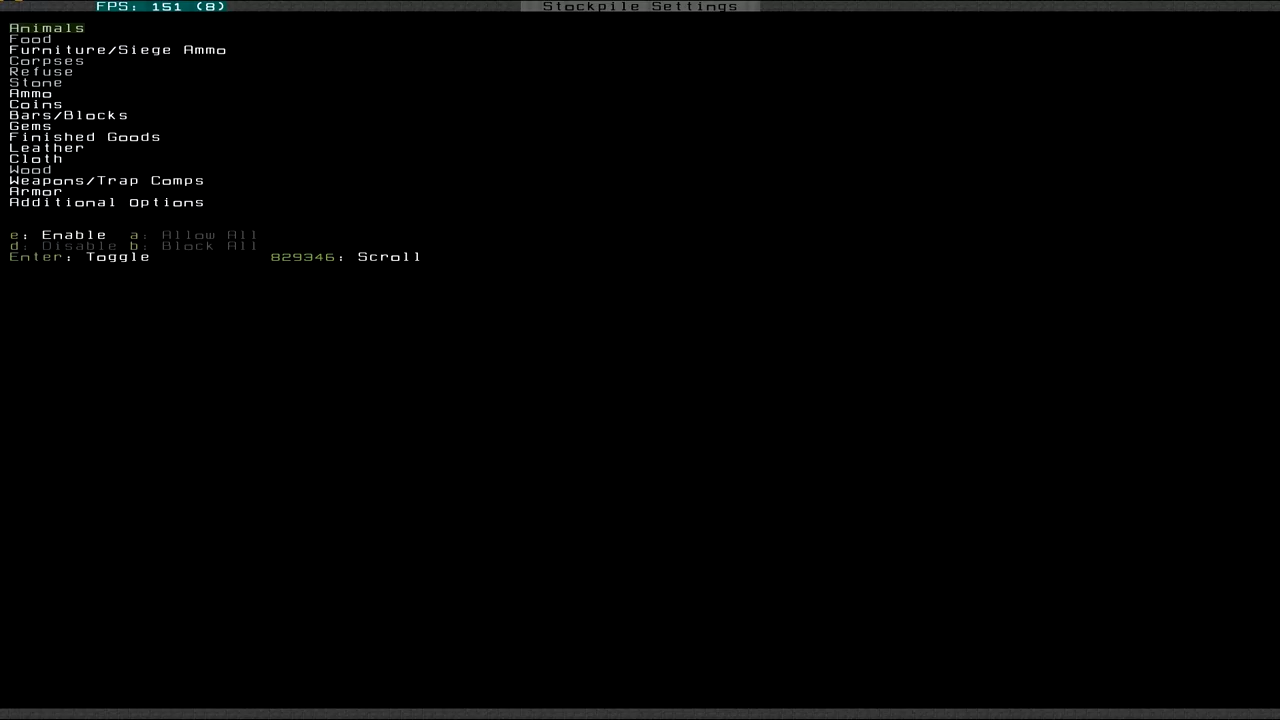 FPS: 151 (8) Stockpile Settings
Animals
Food
Furniture/Siege Ammo
Corpses
Refuse
Stone
Ammo
Coins
Bars/Blocks
Gems
Finished Goods
Leather
Cloth
Wood
Weapons/Trap Comps
Armor
Additional Options
e: Enable a: Allow All
d: Disable b: Block All
Enter: Toggle 829346: Scroll